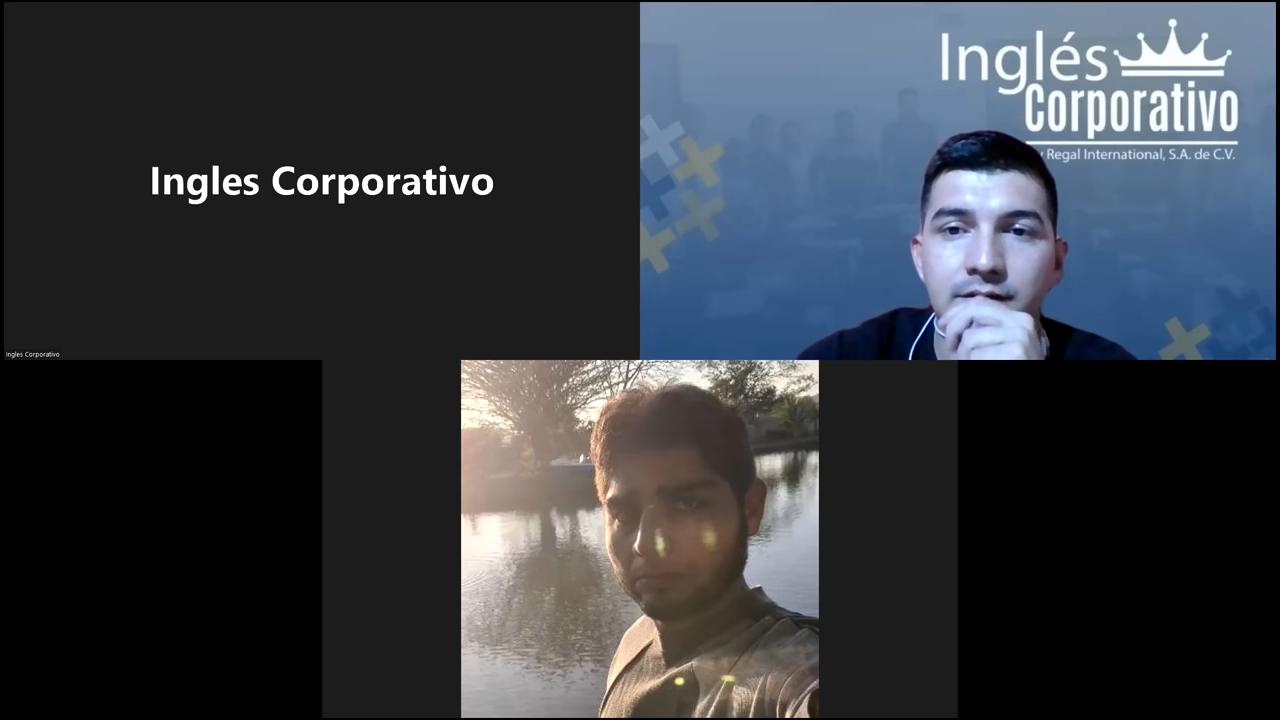 Ingles Corporativo
Ingles Corporativo
Inglés
Corporativo
y Regal International, S.A. de C.V.